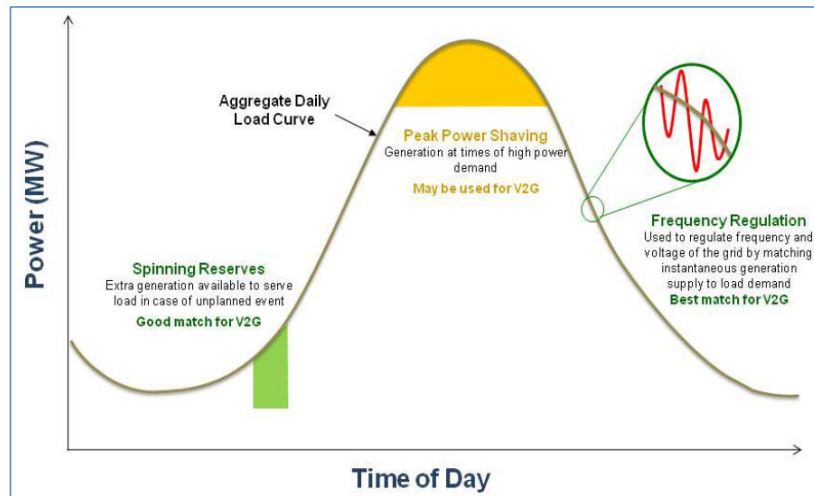 Power (MW)
Aggregate Daily
Load Curve
Peak Power Shaving
Generation at times of high power
demand
May be used for V2G
Spinning Reserves
Extra generation available to serve
load in case of unplanned event
Good match for V2G
Frequency Regulation
Used to regulate frequency and
voltage of the grid by matching
instantaneous generation
supply to load demand
Best match for V2G
Time of Day